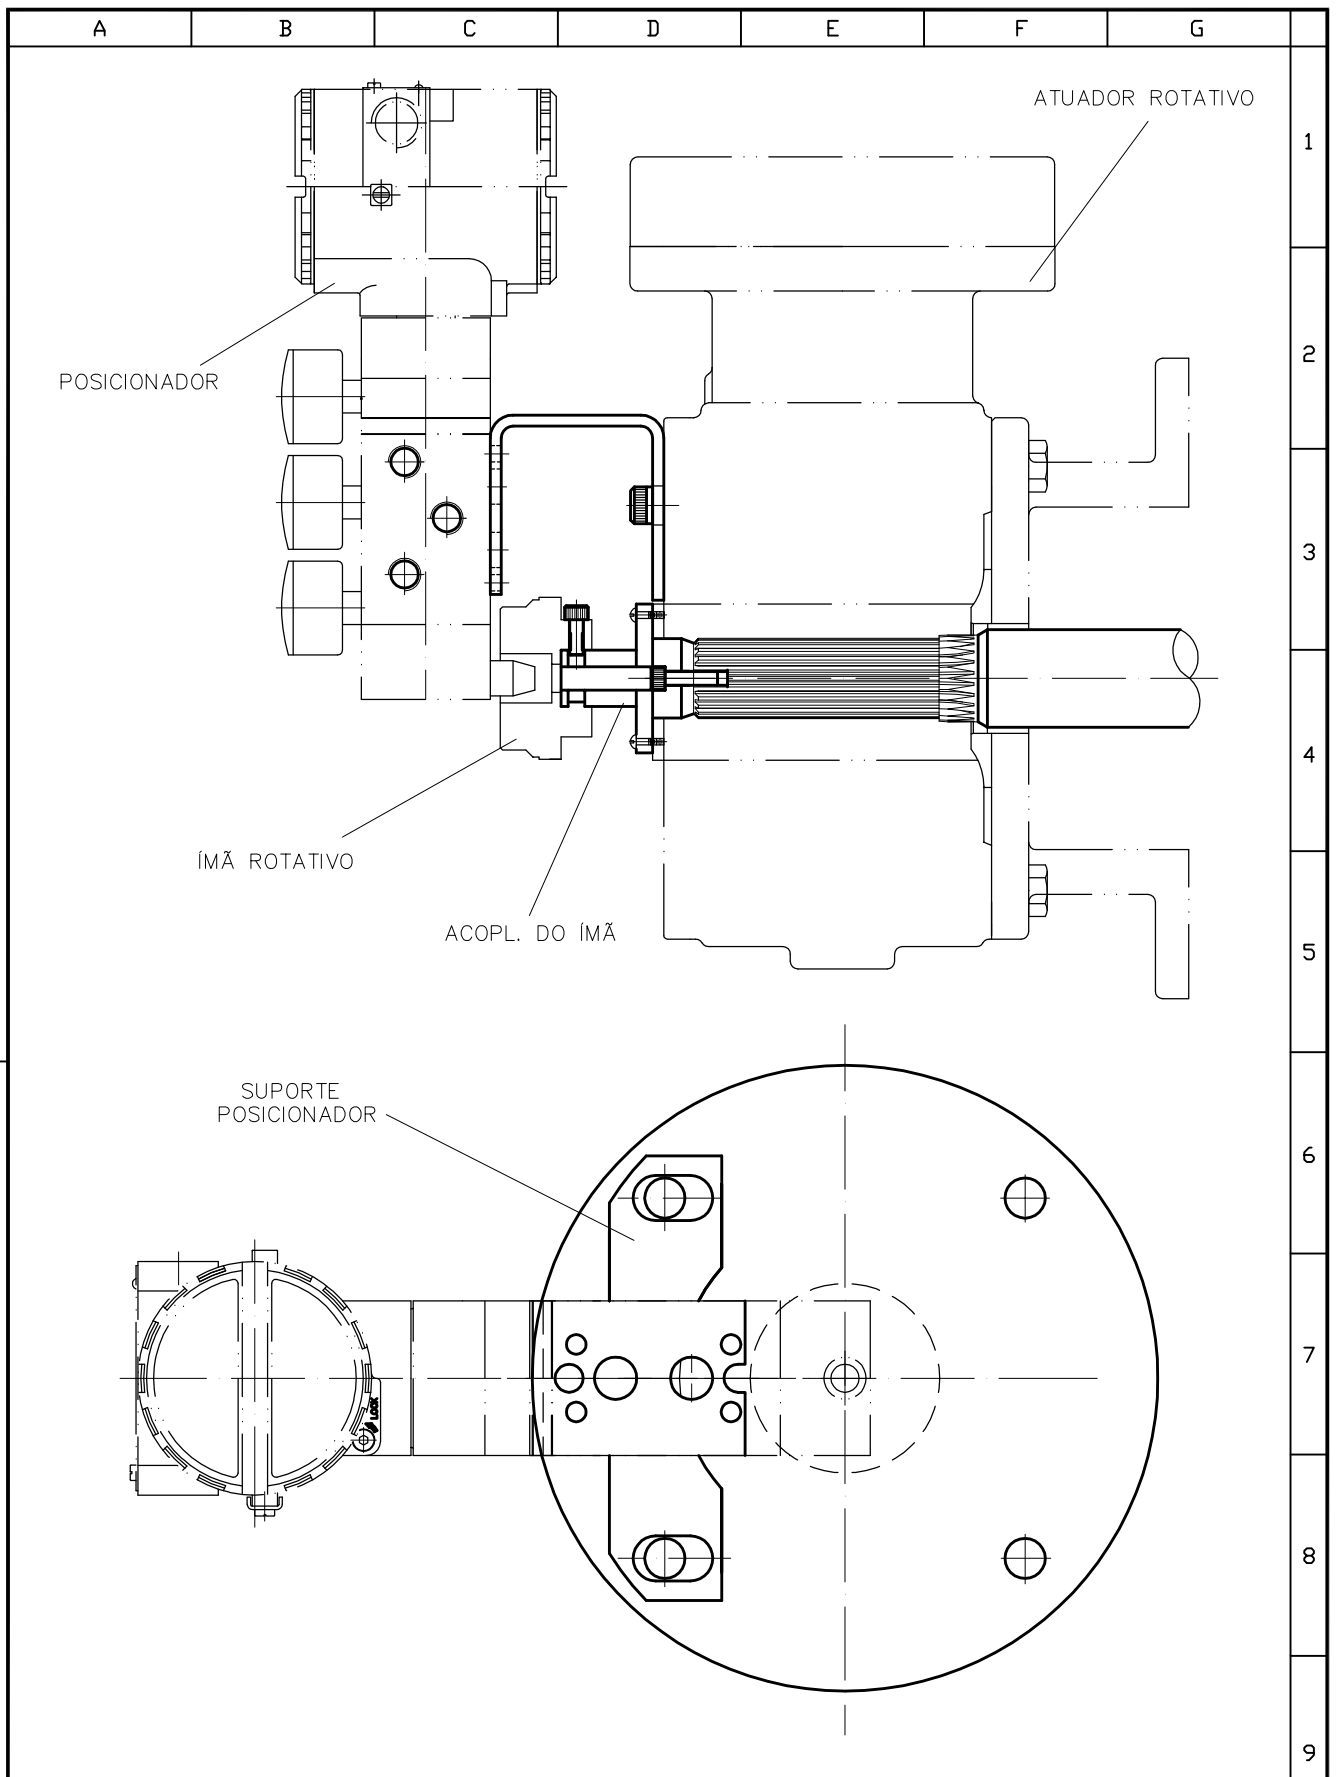 A B C D E F G
ATUADOR ROTATIVO
1
2
POSICIONADOR
3
4
ÍMÃ ROTATIVO
ACOPL. DO ÍMÃ
5
SUPORTE
POSICIONADOR
6
7
LOCK
8
9